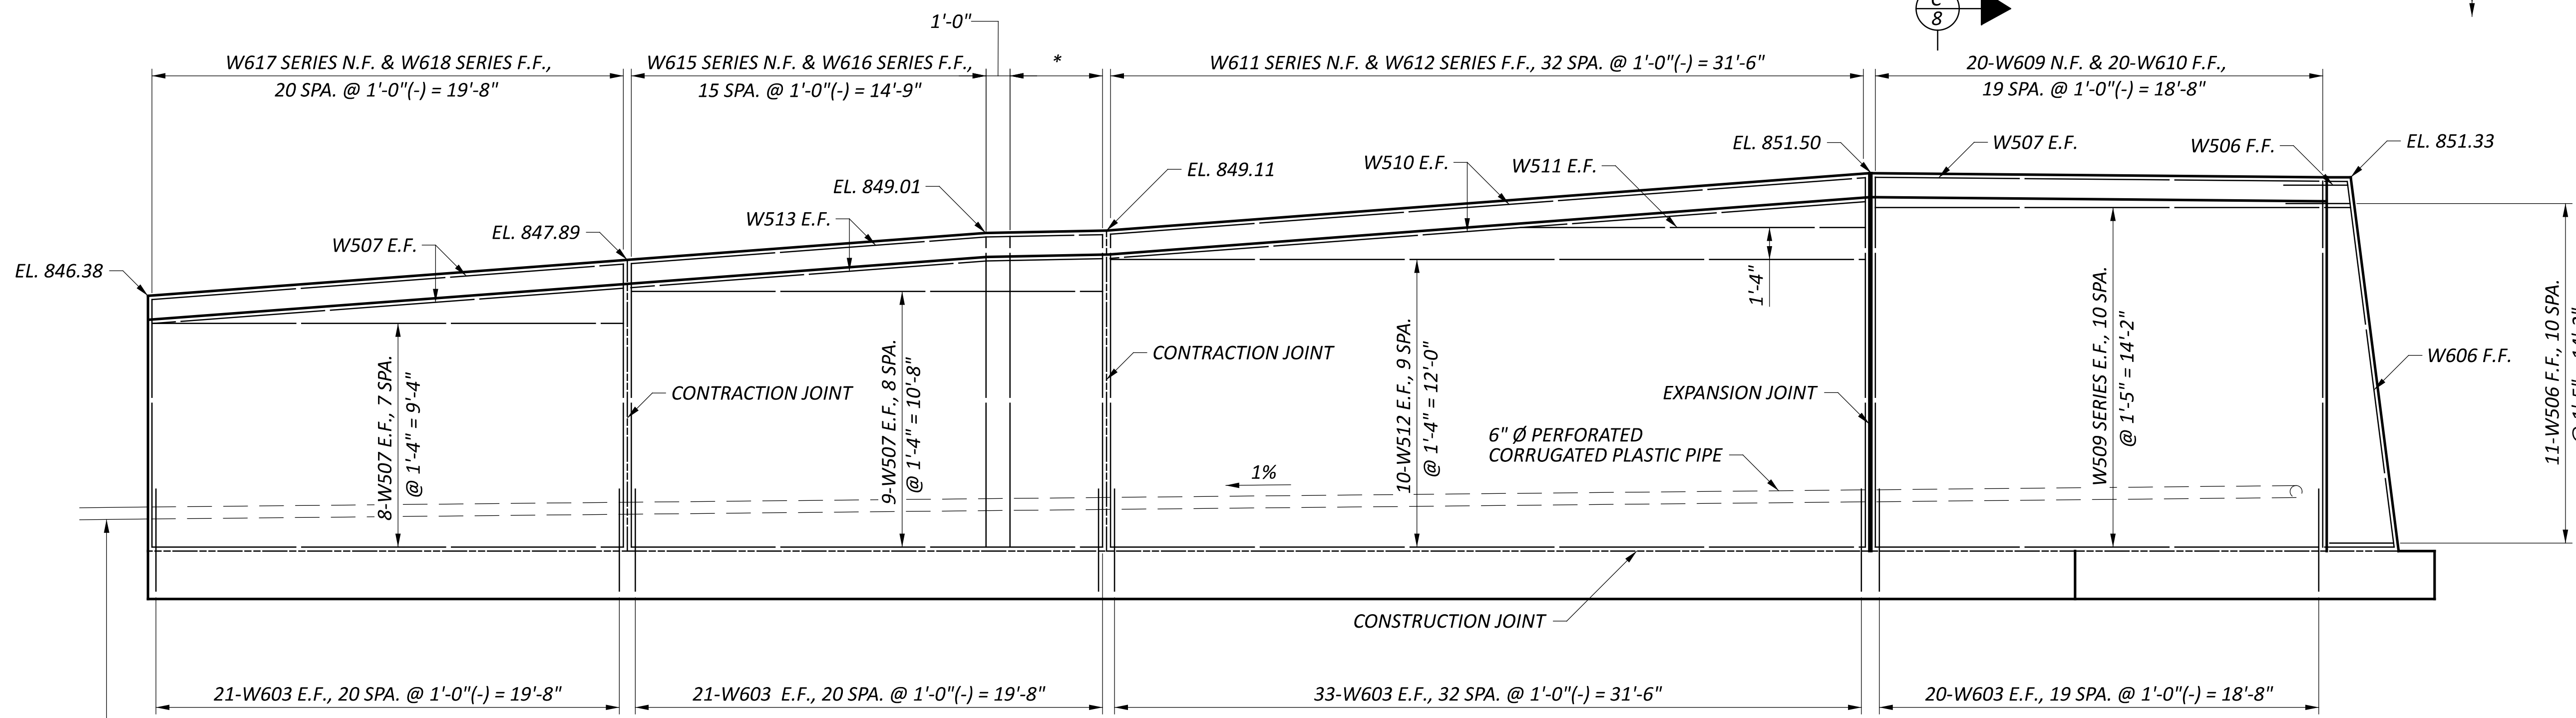 C
8
1'-0"
*
W617 SERIES N.F. & W618 SERIES F.F.,
20 SPA. @ 1'-0"(-) = 19'-8"
W615 SERIES N.F. & W616 SERIES F.F.,
15 SPA. @ 1'-0"(-) = 14'-9"
W611 SERIES N.F. & W612 SERIES F.F., 32 SPA. @ 1'-0"(-) = 31'-6"
20-W609 N.F. & 20-W610 F.F.,
19 SPA. @ 1'-0"(-) = 18'-8"
EL. 846.38
W507 E.F.
EL. 847.89
W513 E.F.
EL. 849.01
EL. 849.11
W510 E.F.
W511 E.F.
EL. 851.50
W507 E.F.
W506 F.F.
EL. 851.33
1'-4"
8-W507 E.F., 7 SPA.
@ 1'-4" = 9'-4"
CONTRACTION JOINT
9-W507 E.F., 8 SPA.
@ 1'-4" = 10'-8"
CONTRACTION JOINT
10-W512 E.F., 9 SPA.
@ 1'-4" = 12'-0"
EXPANSION JOINT
6" Ø PERFORATED
CORRUGATED PLASTIC PIPE
1%
W509 SERIES E.F., 10 SPA.
@ 1'-5" = 14'-2"
W606 F.F.
11-W506 F.F., 10 SPA.
@ 1'-5" = 14'-2"
CONSTRUCTION JOINT
21-W603 E.F., 20 SPA. @ 1'-0"(-) = 19'-8"
21-W603 E.F., 20 SPA. @ 1'-0"(-) = 19'-8"
33-W603 E.F., 32 SPA. @ 1'-0"(-) = 31'-6"
20-W603 E.F., 19 SPA. @ 1'-0"(-) = 18'-8"